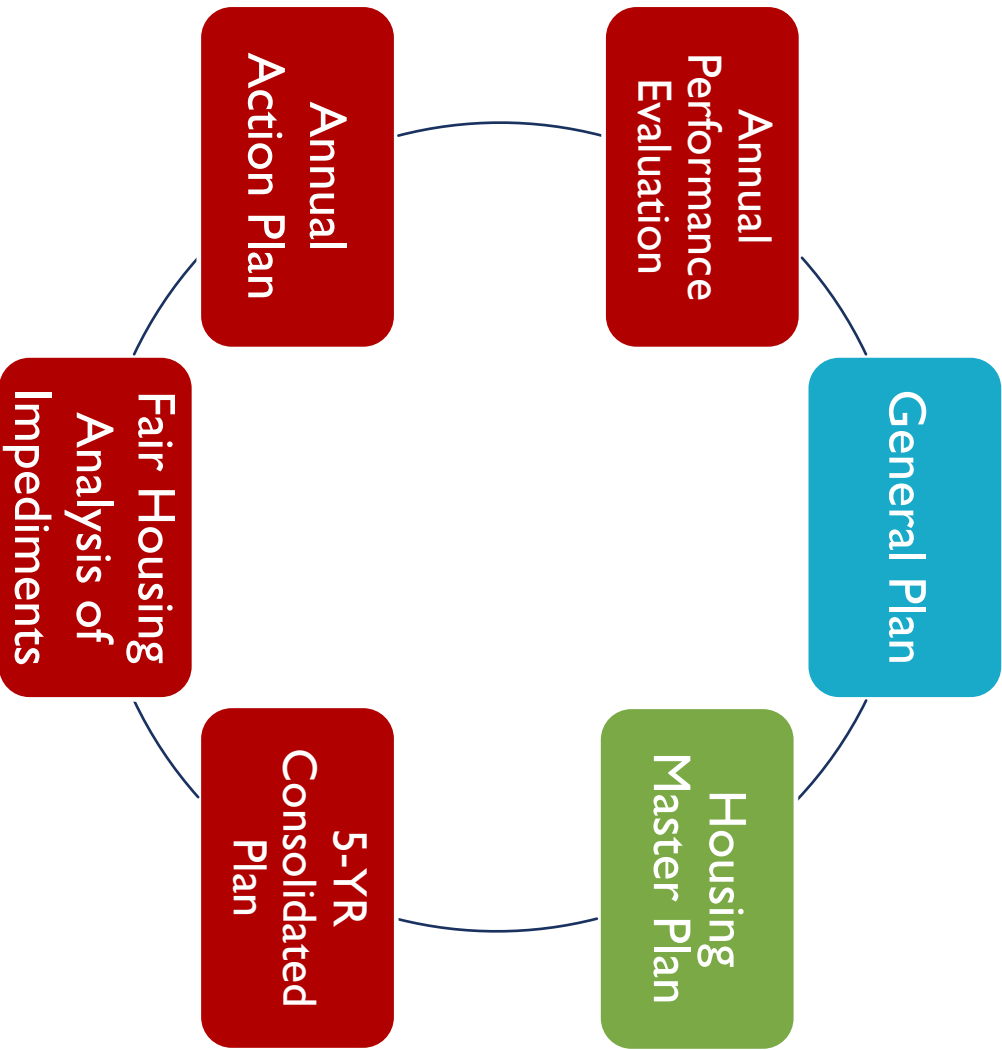 General Plan
Housing
Master Plan
5-YR
Consolidated
Plan
Fair Housing
Analysis of
Impediments
Annual
Action Plan
Annual
Performance
Evaluation